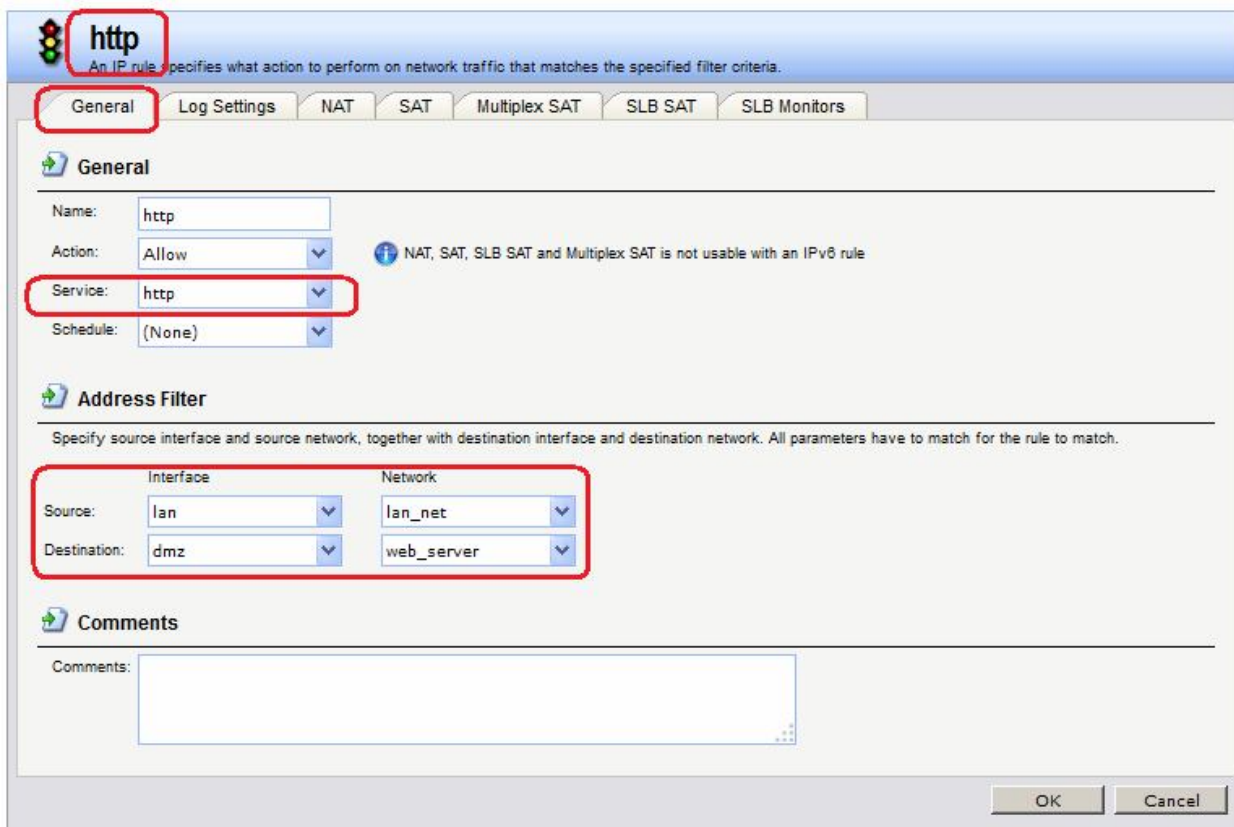 http
An IP rule specifies what action to perform on network traffic that matches the specified filter criteria.
General Log Settings NAT SAT Multiplex SAT SLB SAT SLB Monitors
General
Name: http
Action: Allow NAT, SAT, SLB SAT and Multiplex SAT is not usable with an IPv6 rule
Service: http
Schedule: (None)
Address Filter
Specify source interface and source network, together with destination interface and destination network. All parameters have to match for the rule to match.
Interface Network
Source: lan lan_net
Destination: dmz web_server
Comments
Comments:
OK Cancel